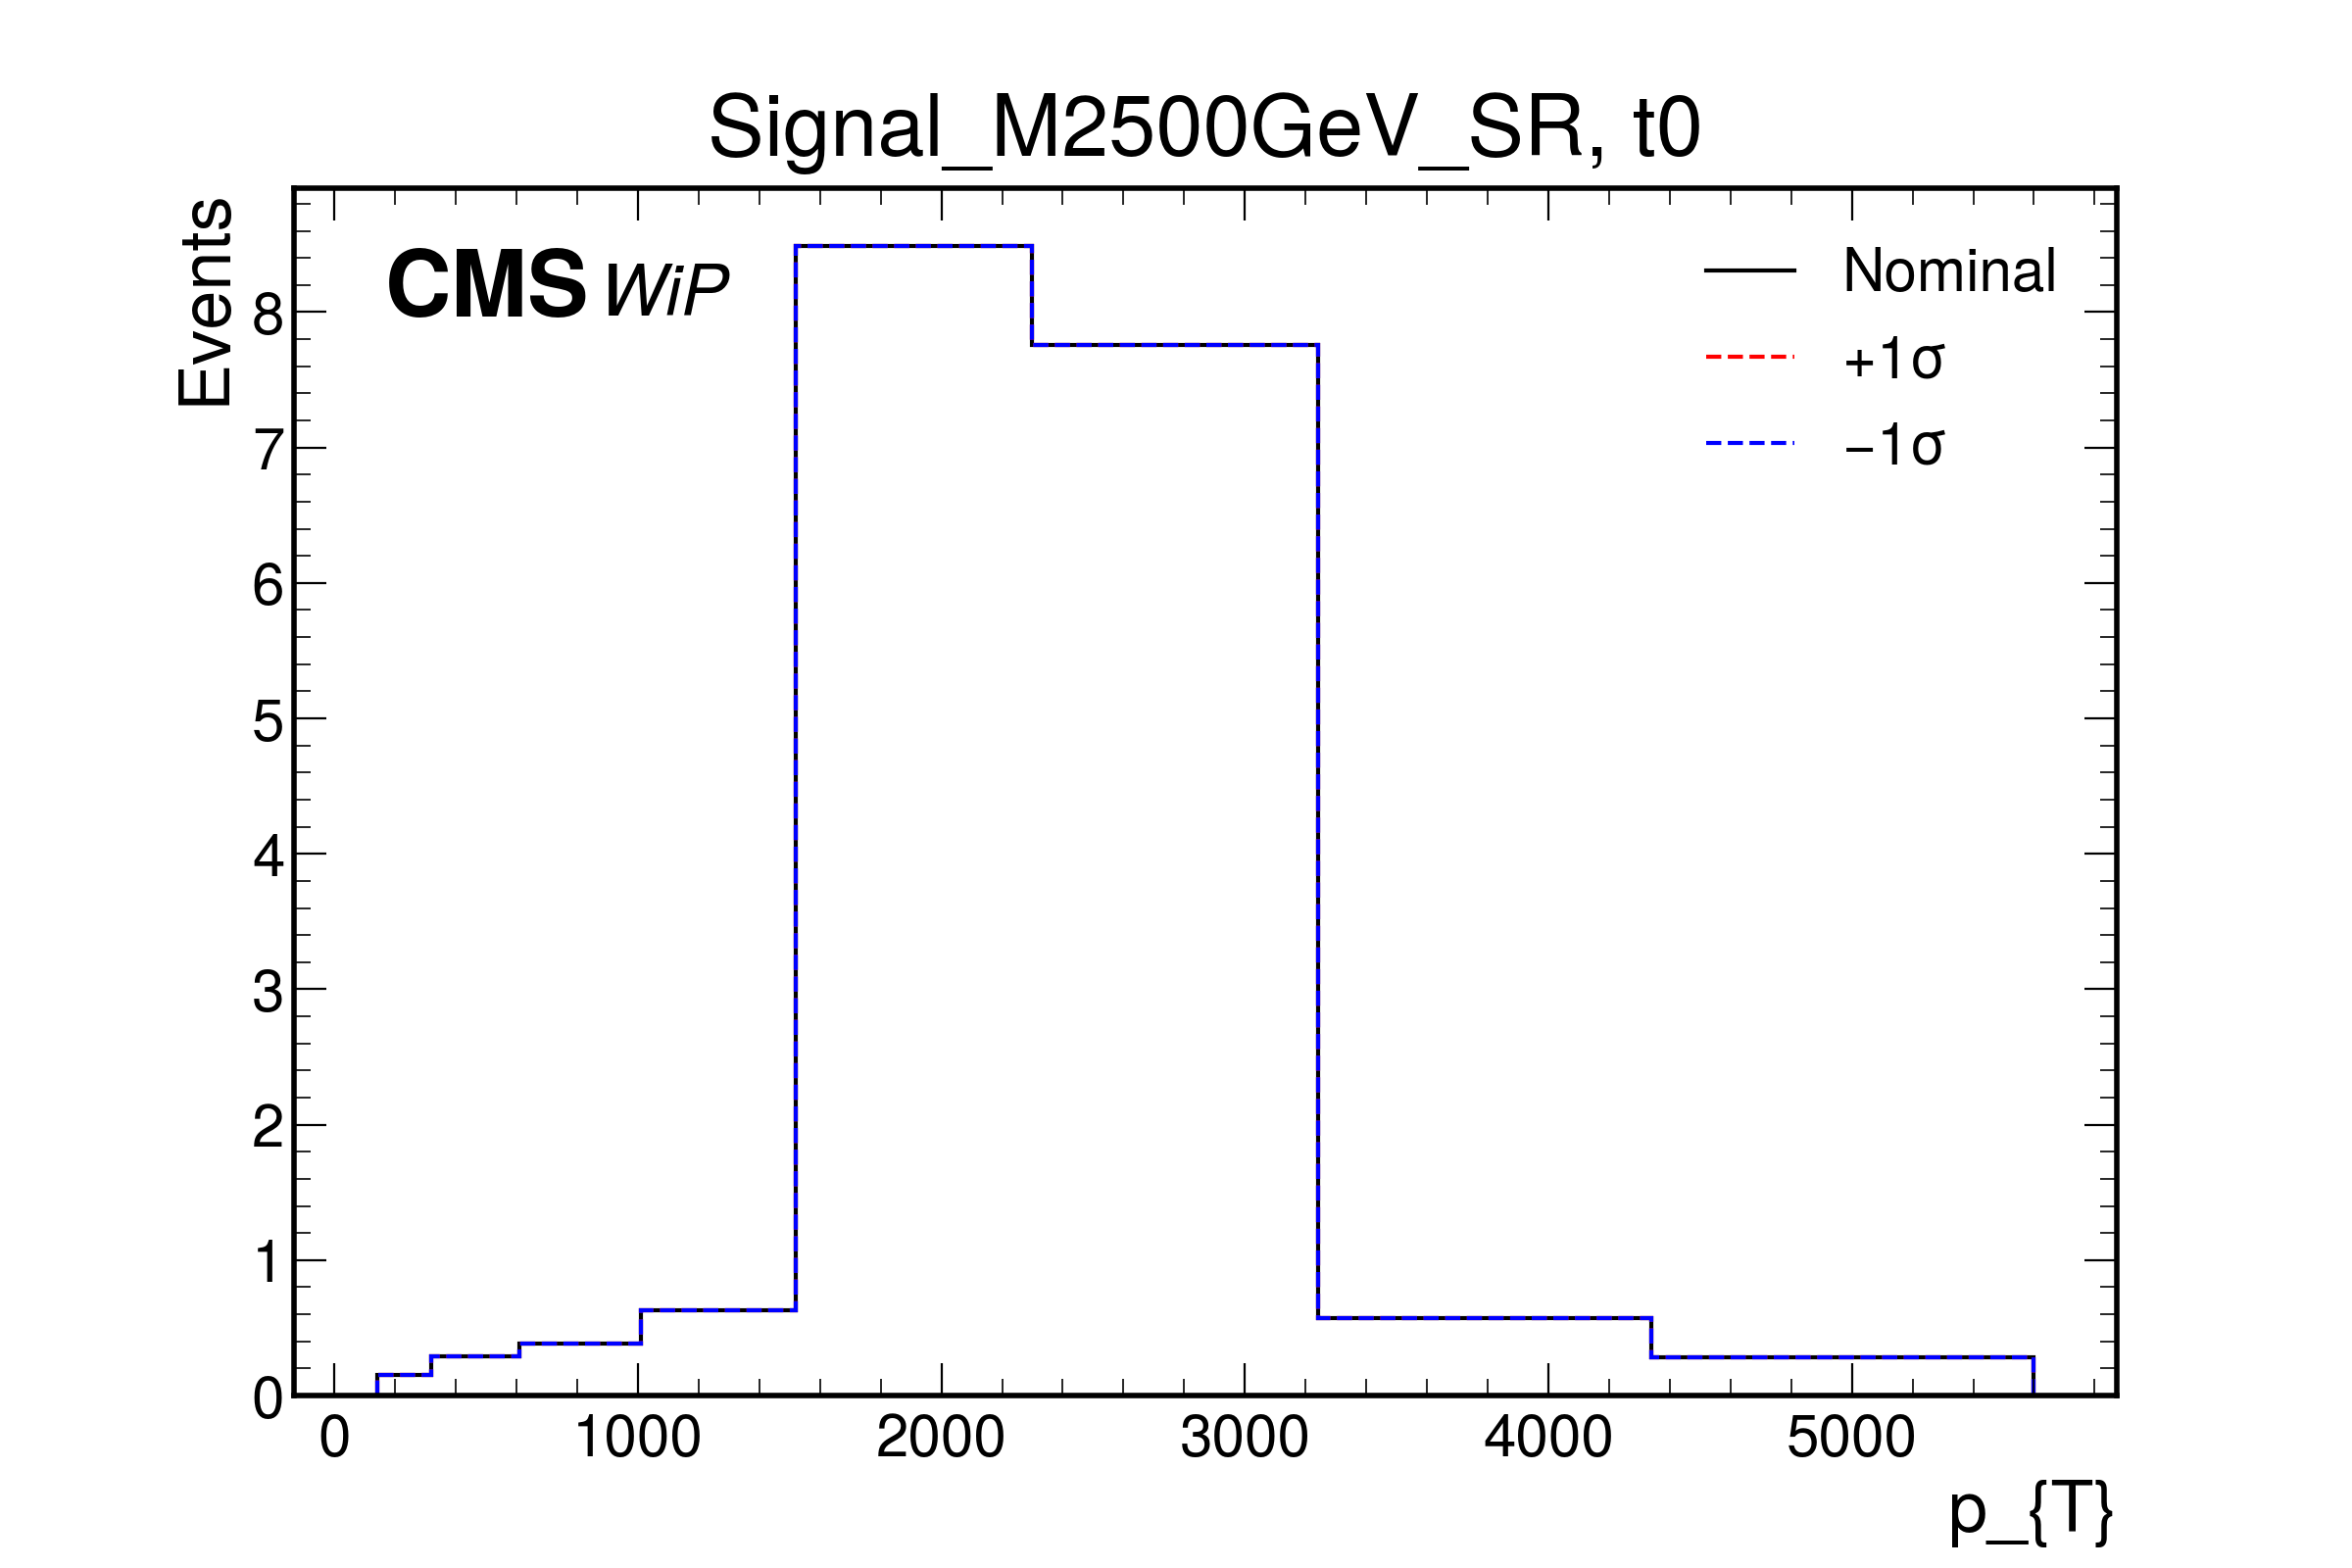 Signal_M2500GeV_SR, t0
Events
CMS WiP
Nominal
+1σ
−1σ
8
7
6
5
4
3
2
1
0
0 1000 2000 3000 4000 5000
p_{T}